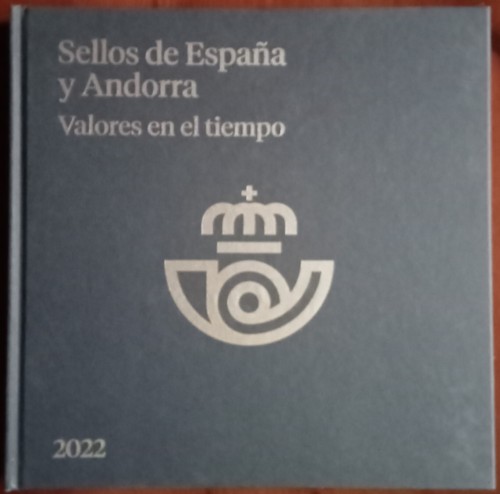 Sellos de España
y Andorra
Valores en el tiempo
2022